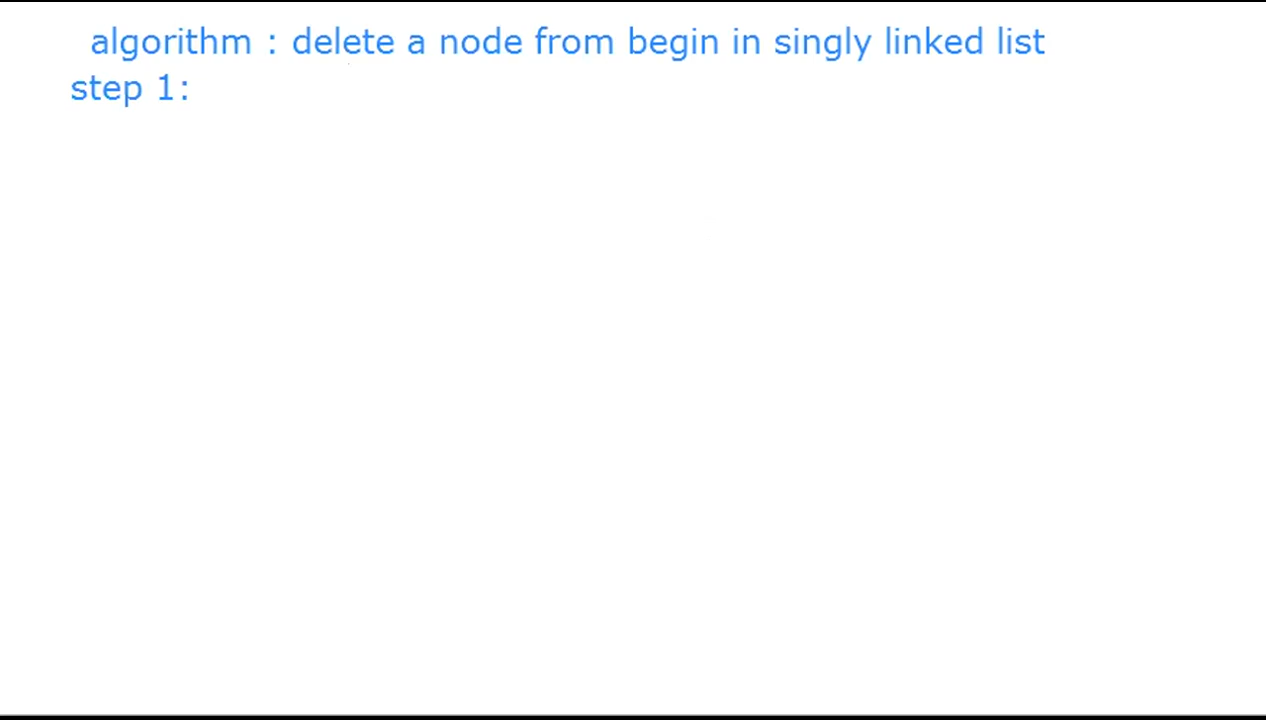 algorithm : delete a node from begin in singly linked list
step 1: